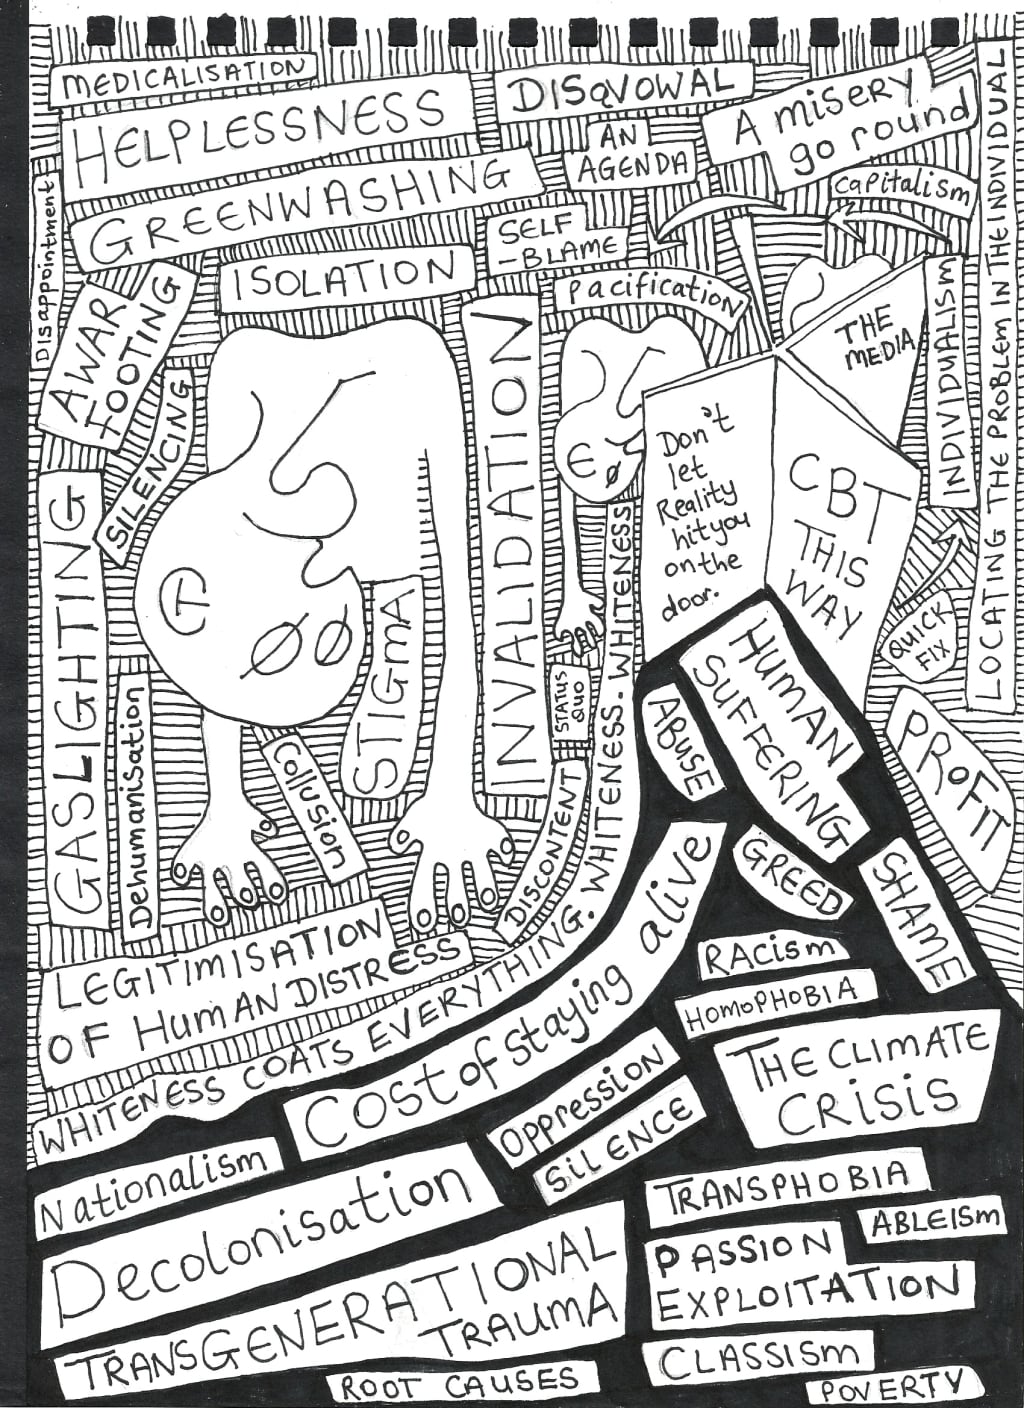 MEDICALISATION
HELPLESSNESS
DISAVOWAL
A misery
go round
AN
AGENDA
GREENWASHING
capitalism
SELF
-BLAME
ISOLATION
Pacification
Disappointment
A WAR
FOOTING
SILENCING
INVALIDATION
THE
MEDIA
INDIVIDUALISM
LOCATING THE PROBLEM IN THE INDIVIDUAL
Don't
let
Reality
hit you
on the
door.
CBT
THIS
WAY
QUICK
FIX
GASLIGHTING
STIGMA
STATUS
QUO
Dehumanisation
Collusion
DISCONTENT
PROFIT
LEGITIMISATION
OF HUMAN DISTRESS
WHITENESS COATS EVERYTHING. WHITENESS. WHITENESS
HUMAN
SUFFERING
ABUSE
GREED
SHAME
Cost of staying alive
RACISM
HOMOPHOBIA
THE CLIMATE
CRISIS
Oppression
SILENCE
Nationalism
Decolonisation
TRANSPHOBIA
ABLEISM
PASSION
EXPLOITATION
TRANSGENERATIONAL
TRAUMA
CLASSISM
ROOT CAUSES
POVERTY